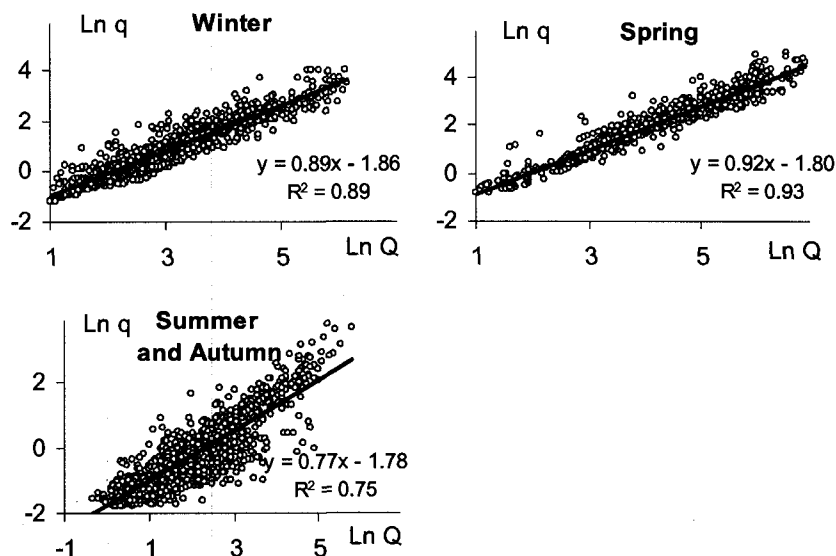 Ln q Winter
4
2
0
-2
y = 0.89x - 1.86
R² = 0.89
1 3 5 Ln Q
Ln q Spring
4
2
0
-2
y = 0.92x - 1.80
R² = 0.93
1 3 5 Ln Q
Ln q Summer
and Autumn
2
0
-2
y = 0.77x - 1.78
R² = 0.75
-1 1 3 5 Ln Q